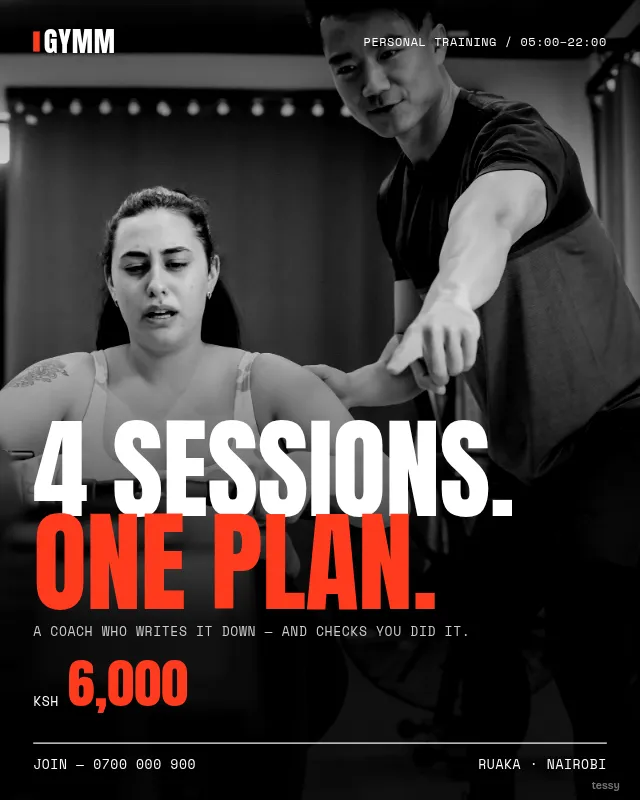 GYMM
PERSONAL TRAINING / 05:00–22:00
4 SESSIONS.
ONE PLAN.
A COACH WHO WRITES IT DOWN — AND CHECKS YOU DID IT.
KSH 6,000
JOIN — 0700 000 900
RUAKA · NAIROBI
tessy